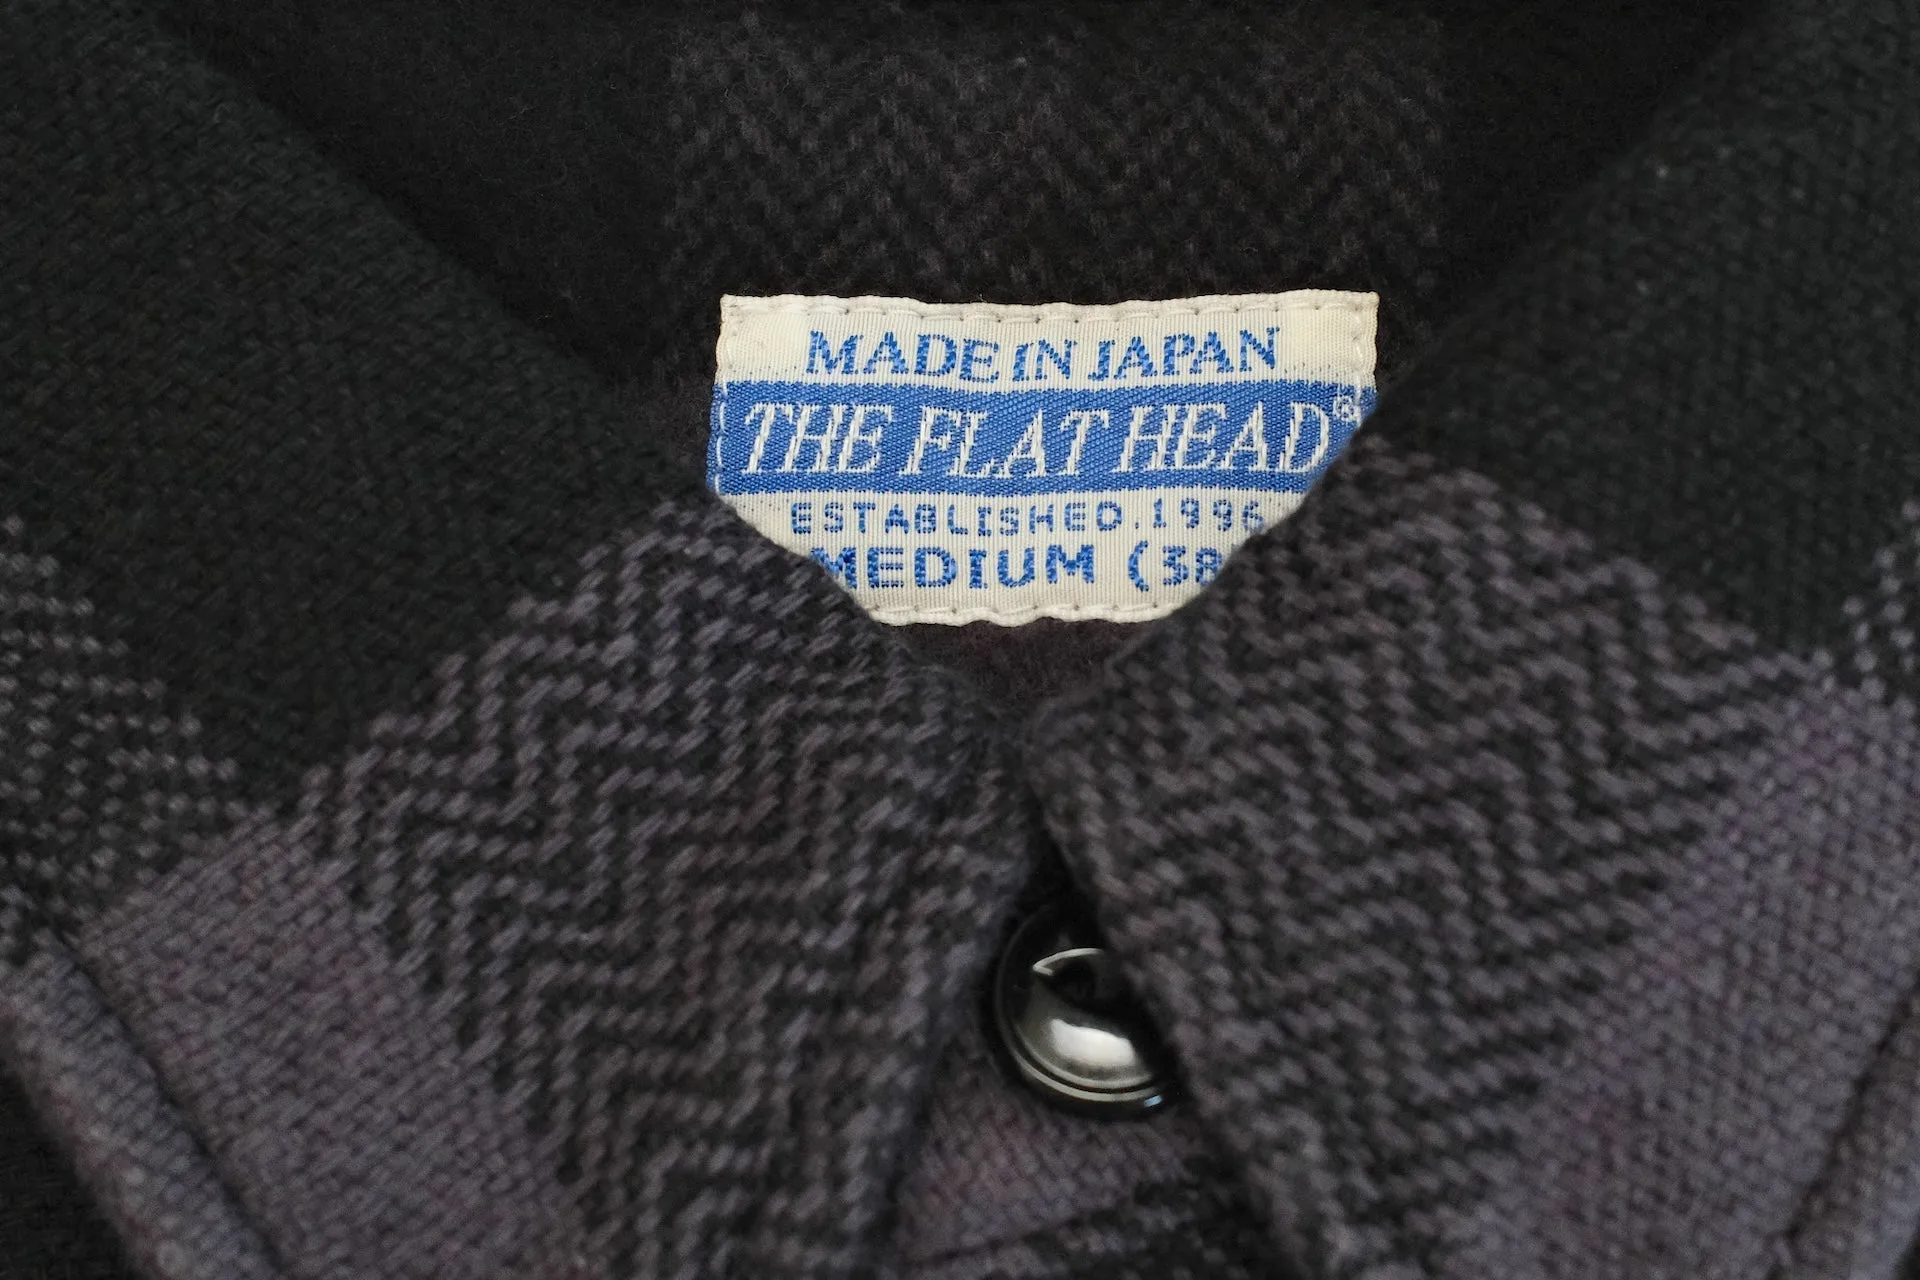 MADE IN JAPAN
THE FLAT HEAD®
ESTABLISHED.1996
MEDIUM (38